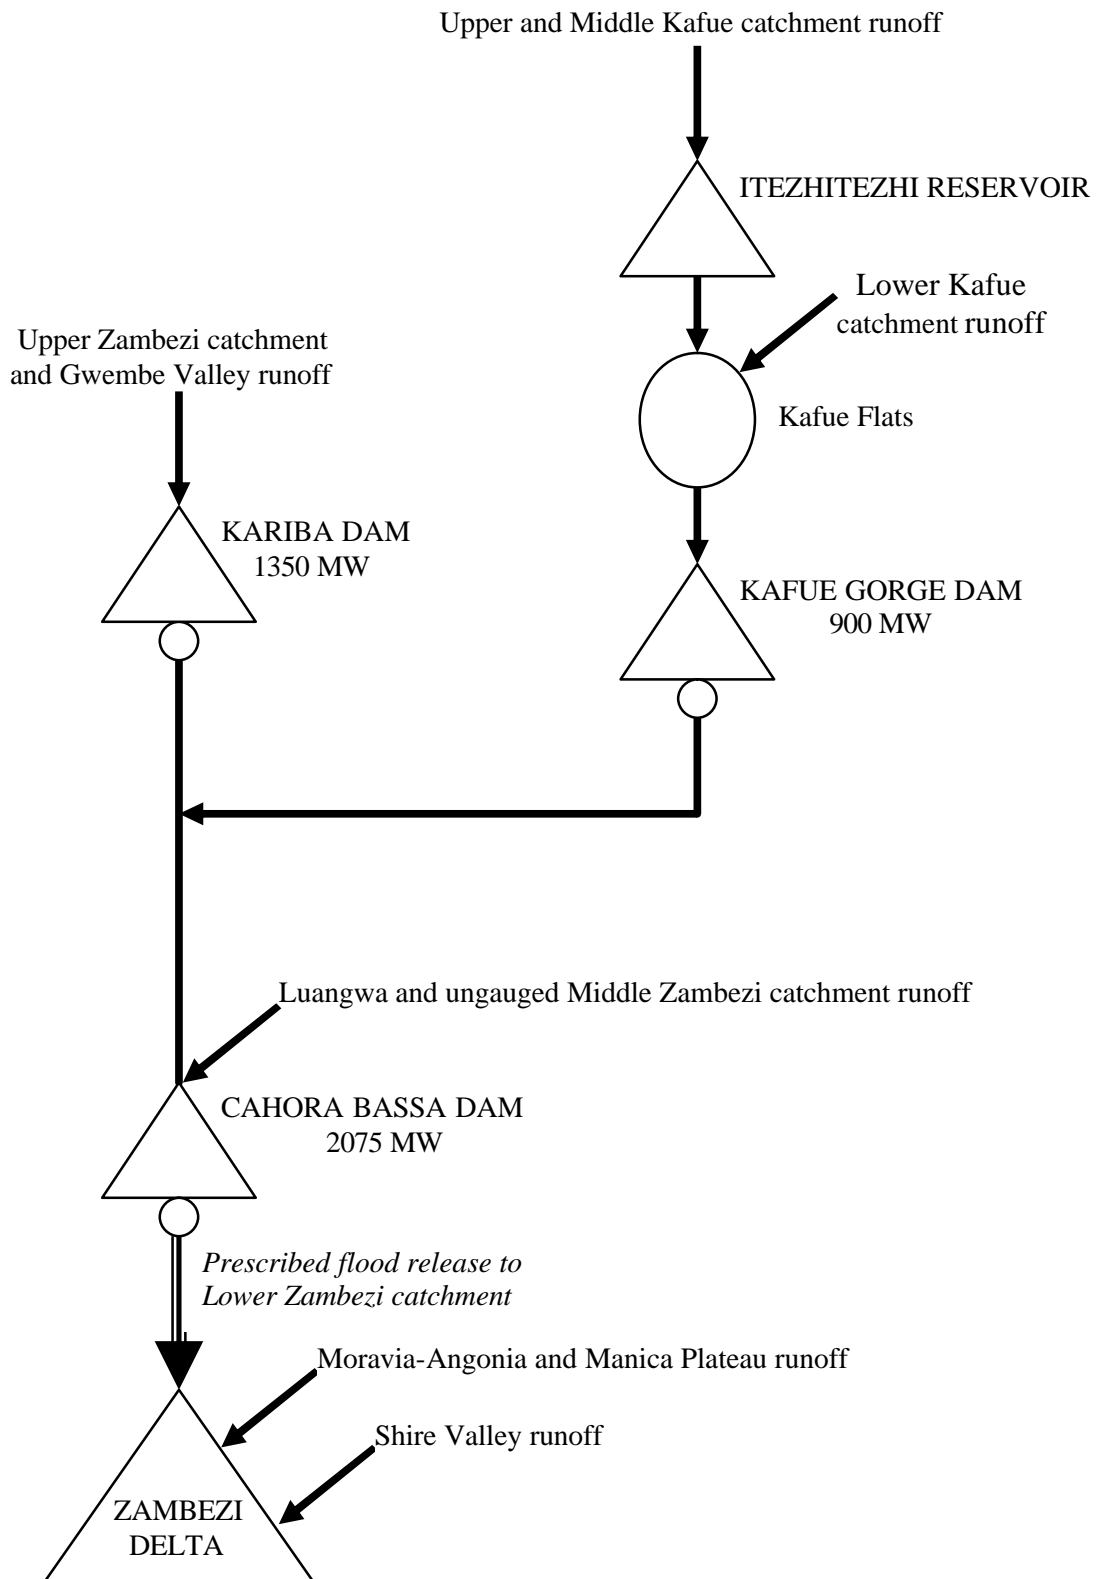 Upper and Middle Kafue catchment runoff
ITEZHITEZHI RESERVOIR
Lower Kafue
catchment runoff
Upper Zambezi catchment
and Gwembe Valley runoff
Kafue Flats
KARIBA DAM
1350 MW
KAFUE GORGE DAM
900 MW
Luangwa and ungauged Middle Zambezi catchment runoff
CAHORA BASSA DAM
2075 MW
Prescribed flood release to
Lower Zambezi catchment
Moravia-Angonia and Manica Plateau runoff
Shire Valley runoff
ZAMBEZI
DELTA